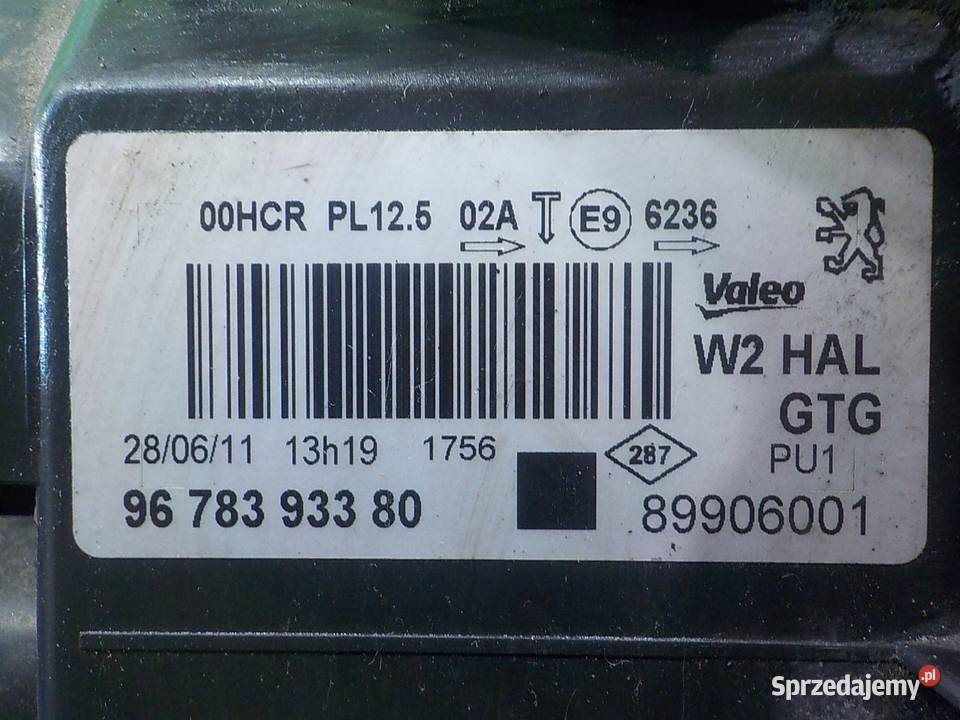 00HCR PL12.5 02A E9 6236
Valeo
W2 HAL
GTG
28/06/11 13h19 1756
287
PU1
96 783 933 80
89906001
Sprzedajemy.pl